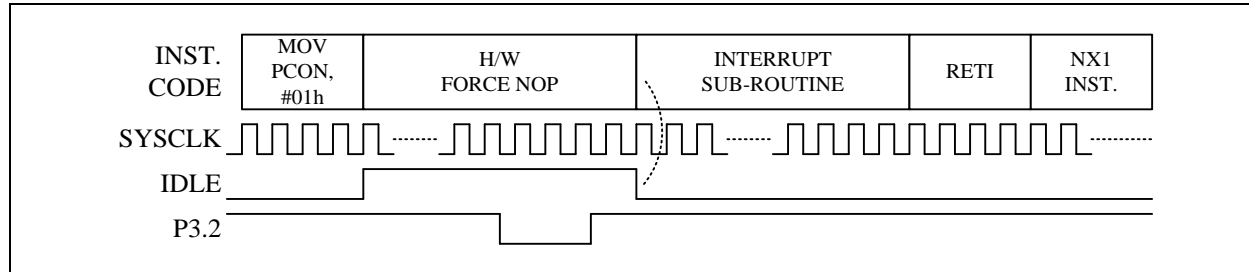 INST.
CODE
MOV
PCON,
#01h
H/W
FORCE NOP
INTERRUPT
SUB-ROUTINE
RETI
NX1
INST.
SYSCLK
IDLE
P3.2